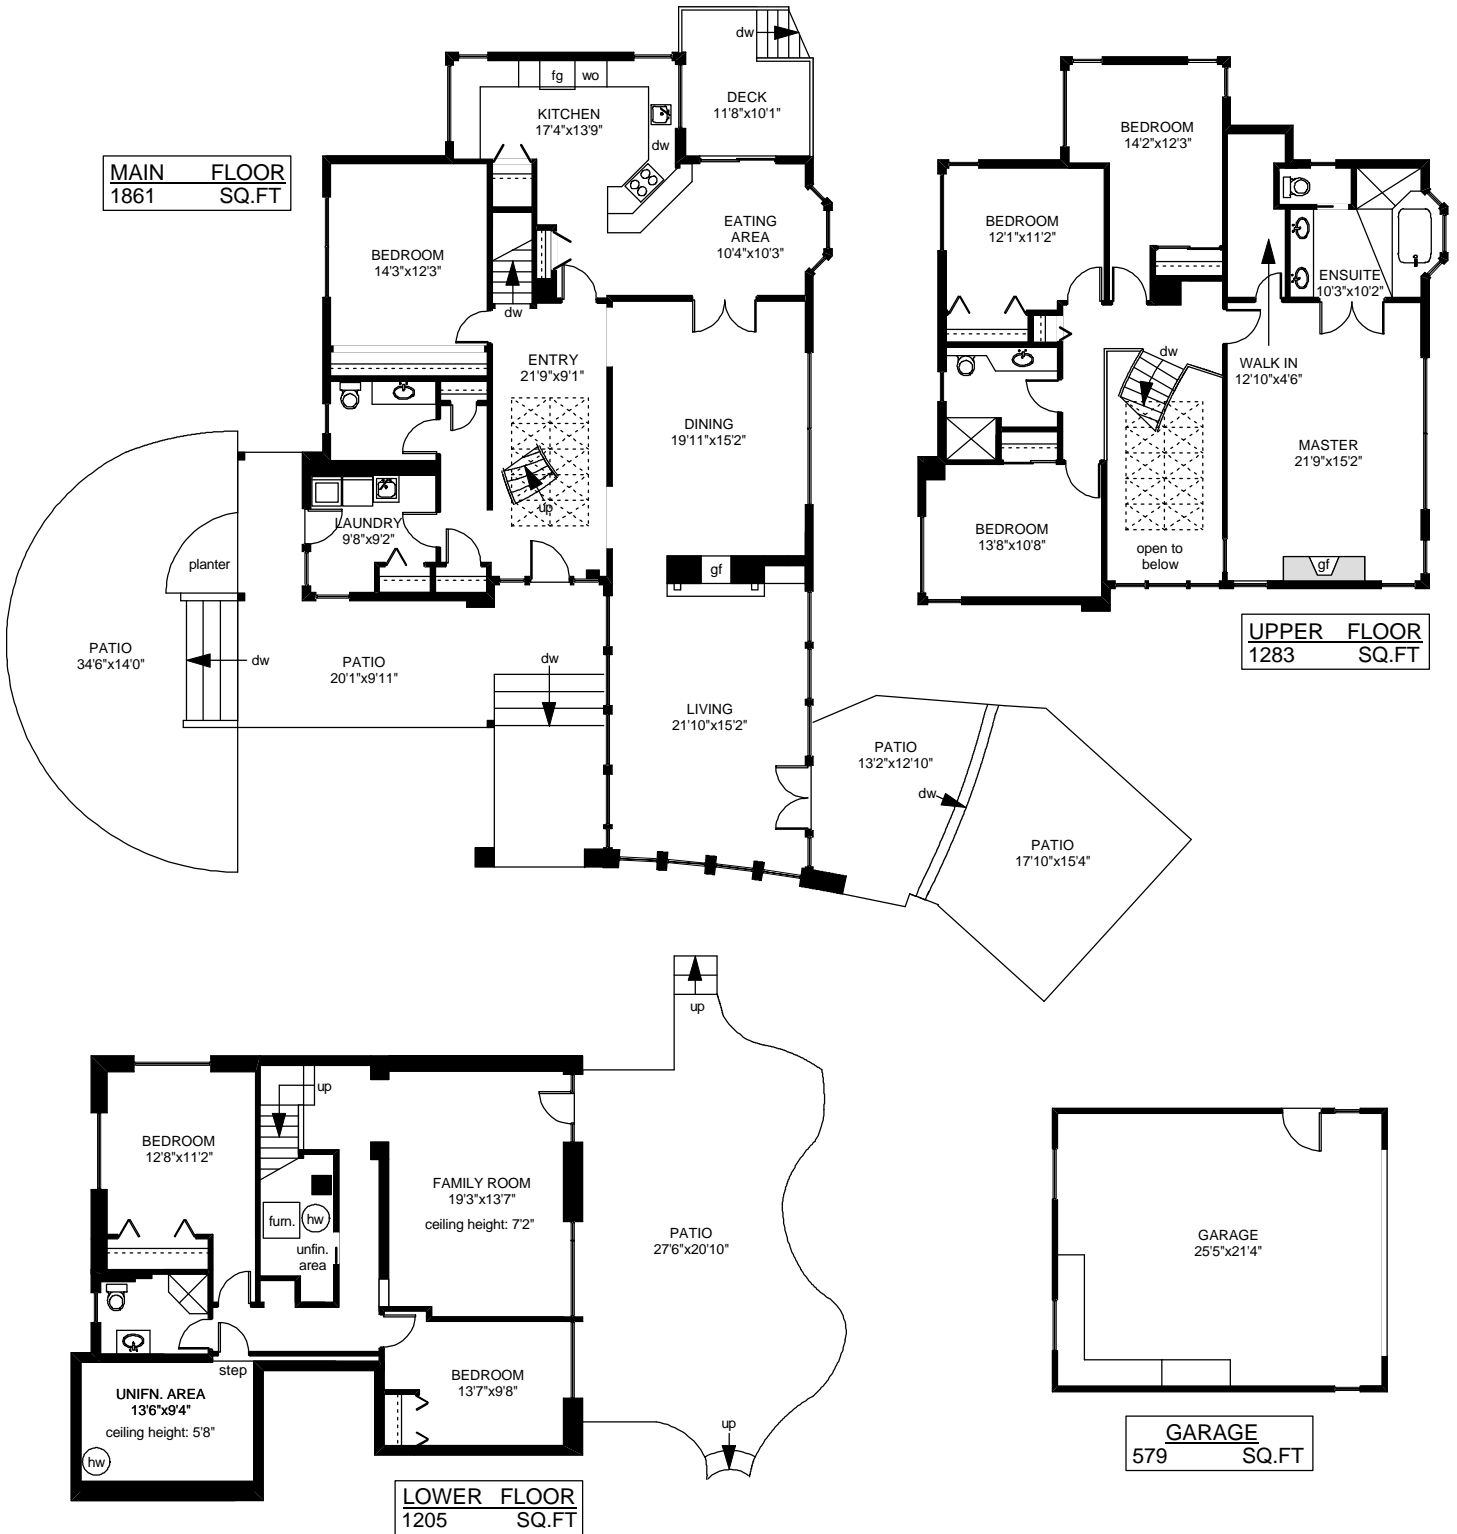 MAIN FLOOR
1861 SQ.FT
dw
fg
wo
KITCHEN
17'4"x13'9"
dw
DECK
11'8"x10'1"
BEDROOM
14'3"x12'3"
EATING
AREA
10'4"x10'3"
dw
ENTRY
21'9"x9'1"
DINING
19'11"x15'2"
up
LAUNDRY
9'8"x9'2"
planter
gf
PATIO
34'6"x14'0"
dw
PATIO
20'1"x9'11"
dw
LIVING
21'10"x15'2"
PATIO
13'2"x12'10"
dw
PATIO
17'10"x15'4"
BEDROOM
14'2"x12'3"
BEDROOM
12'1"x11'2"
ENSUITE
10'3"x10'2"
dw
WALK IN
12'10"x4'6"
MASTER
21'9"x15'2"
BEDROOM
13'8"x10'8"
open to
below
gf
UPPER FLOOR
1283 SQ.FT
up
up
BEDROOM
12'8"x11'2"
FAMILY ROOM
19'3"x13'7"
ceiling height: 7'2"
furn.
hw
unfin.
area
PATIO
27'6"x20'10"
step
BEDROOM
13'7"x9'8"
UNIFN. AREA
13'6"x9'4"
ceiling height: 5'8"
hw
up
LOWER FLOOR
1205 SQ.FT
GARAGE
25'5"x21'4"
GARAGE
579 SQ.FT